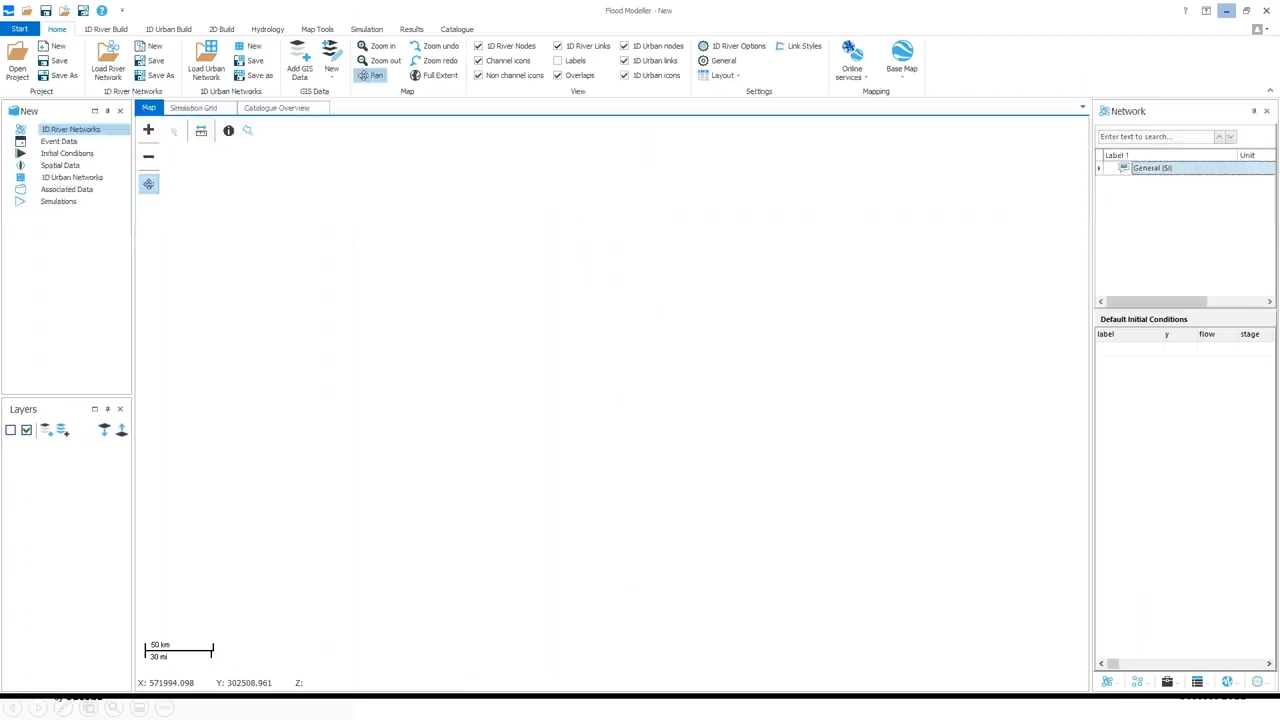 Flood Modeller - New
Start Home 1D River Build 1D Urban Build 2D Build Hydrology Map Tools Simulation Results Catalogue
Open Project
New
Save
Save As
Project
Load River Network
New
Save
Save As
1D River Networks
Load Urban Network
New
Save
Save as
1D Urban Networks
Add GIS Data
New
GIS Data
Zoom in
Zoom out
Pan
Zoom undo
Zoom redo
Full Extent
Map
1D River Nodes
Channel icons
Non channel icons
1D River Links
Labels
Overlaps
1D Urban nodes
1D Urban links
1D Urban icons
View
1D River Options
General
Layout
Link Styles
Settings
Online services
Base Map
Mapping
New
1D River Networks
Event Data
Initial Conditions
Spatial Data
1D Urban Networks
Associated Data
Simulations
Layers
Map Simulation Grid Catalogue Overview
50 km
30 mi
X: 571994.098 Y: 302508.961 Z:
Network
Enter text to search...
Label 1 Unit
General (SI)
Default Initial Conditions
label y flow stage